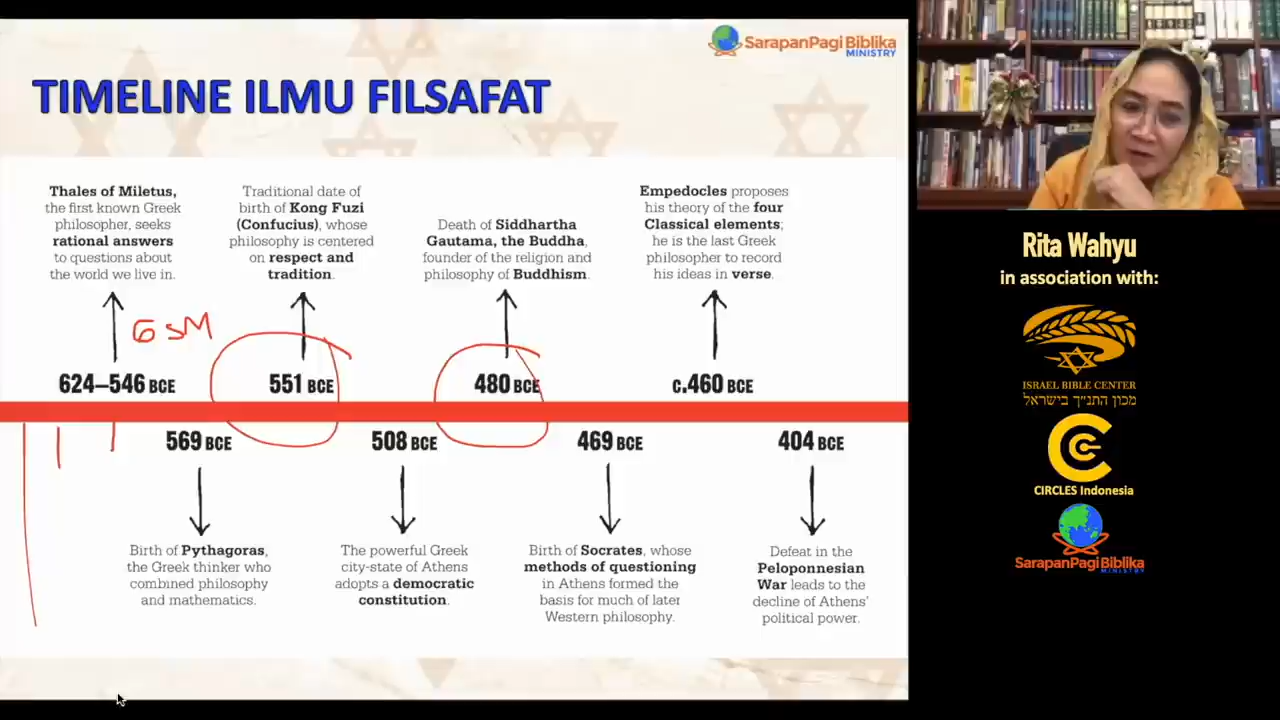 SarapanPagi Biblika
MINISTRY
TIMELINE ILMU FILSAFAT
Thales of Miletus,
the first known Greek
philosopher, seeks
rational answers
to questions about
the world we live in.
Traditional date of
birth of Kong Fuzi
(Confucius), whose
philosophy is centered
on respect and
tradition.
Death of Siddhartha
Gautama, the Buddha,
founder of the religion and
philosophy of Buddhism.
Empedocles proposes
his theory of the four
Classical elements;
he is the last Greek
philosopher to record
his ideas in verse.
6 SM
624–546 BCE
551 BCE
480 BCE
c.460 BCE
569 BCE
508 BCE
469 BCE
404 BCE
Birth of Pythagoras,
the Greek thinker who
combined philosophy
and mathematics.
The powerful Greek
city-state of Athens
adopts a democratic
constitution.
Birth of Socrates, whose
methods of questioning
in Athens formed the
basis for much of later
Western philosophy.
Defeat in the
Peloponnesian
War leads to the
decline of Athens'
political power.
Rita Wahyu
in association with:
ISRAEL BIBLE CENTER
מכון התנ״ך בישראל
CIRCLES Indonesia
SarapanPagi Biblika
MINISTRY